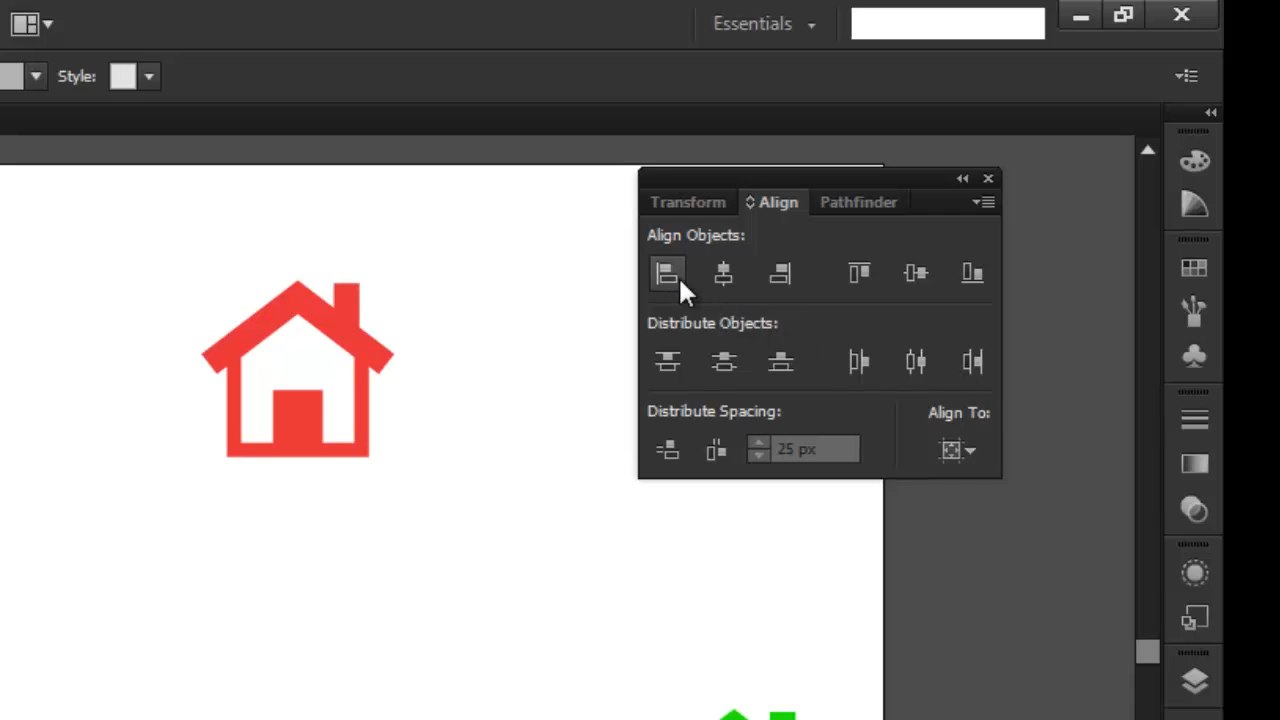 Essentials
Style:
Transform Align Pathfinder
Align Objects:
Distribute Objects:
Distribute Spacing: Align To:
25 px